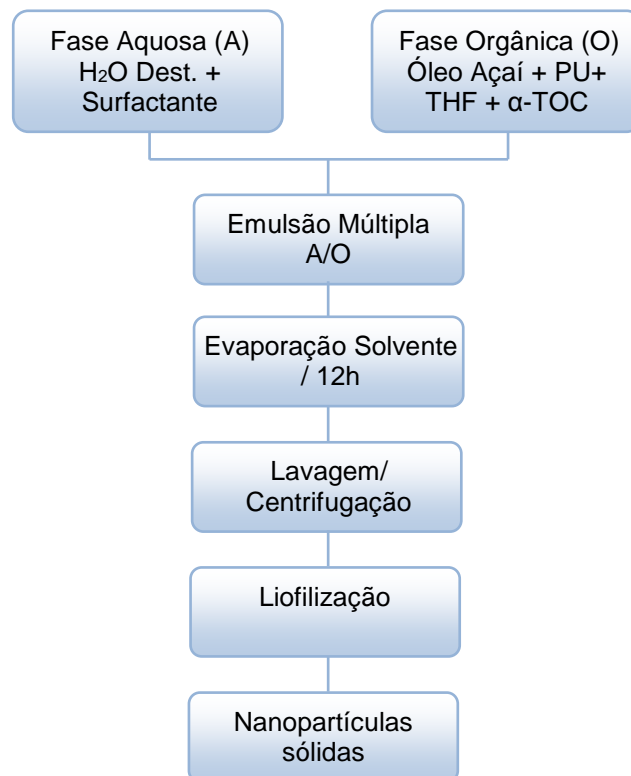 Fase Aquosa (A)
H₂O Dest. +
Surfactante
Fase Orgânica (O)
Óleo Açaí + PU+
THF + α-TOC
Emulsão Múltipla
A/O
Evaporação Solvente
/ 12h
Lavagem/
Centrifugação
Liofilização
Nanopartículas
sólidas